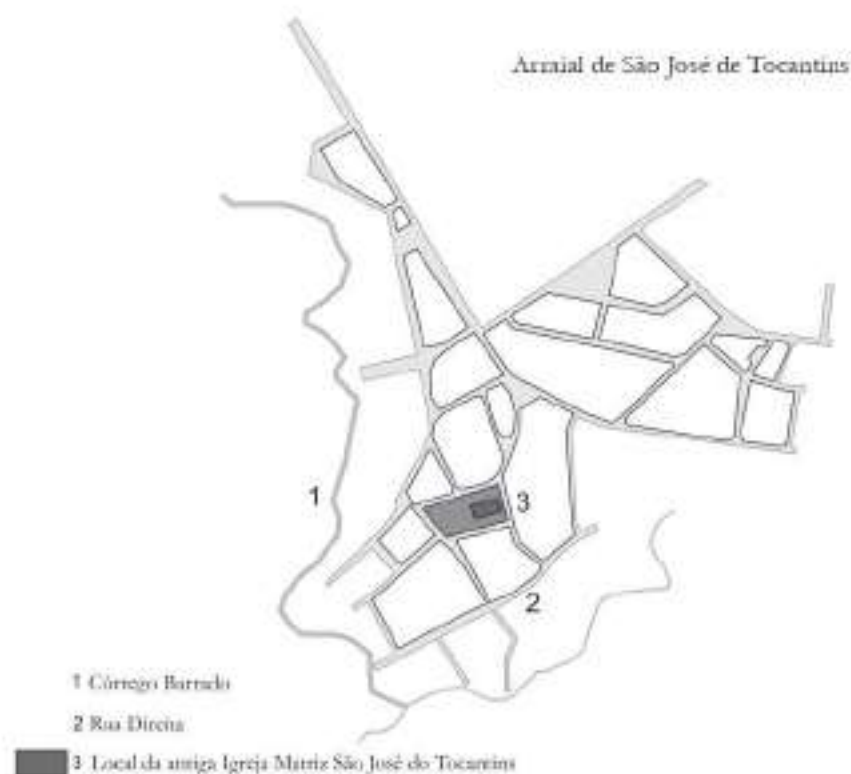 Arraial de São José de Tocantins
1
3
2
1 Córrego Barrado
2 Rua Direita
3 Local da antiga Igreja Matriz São José do Tocantins